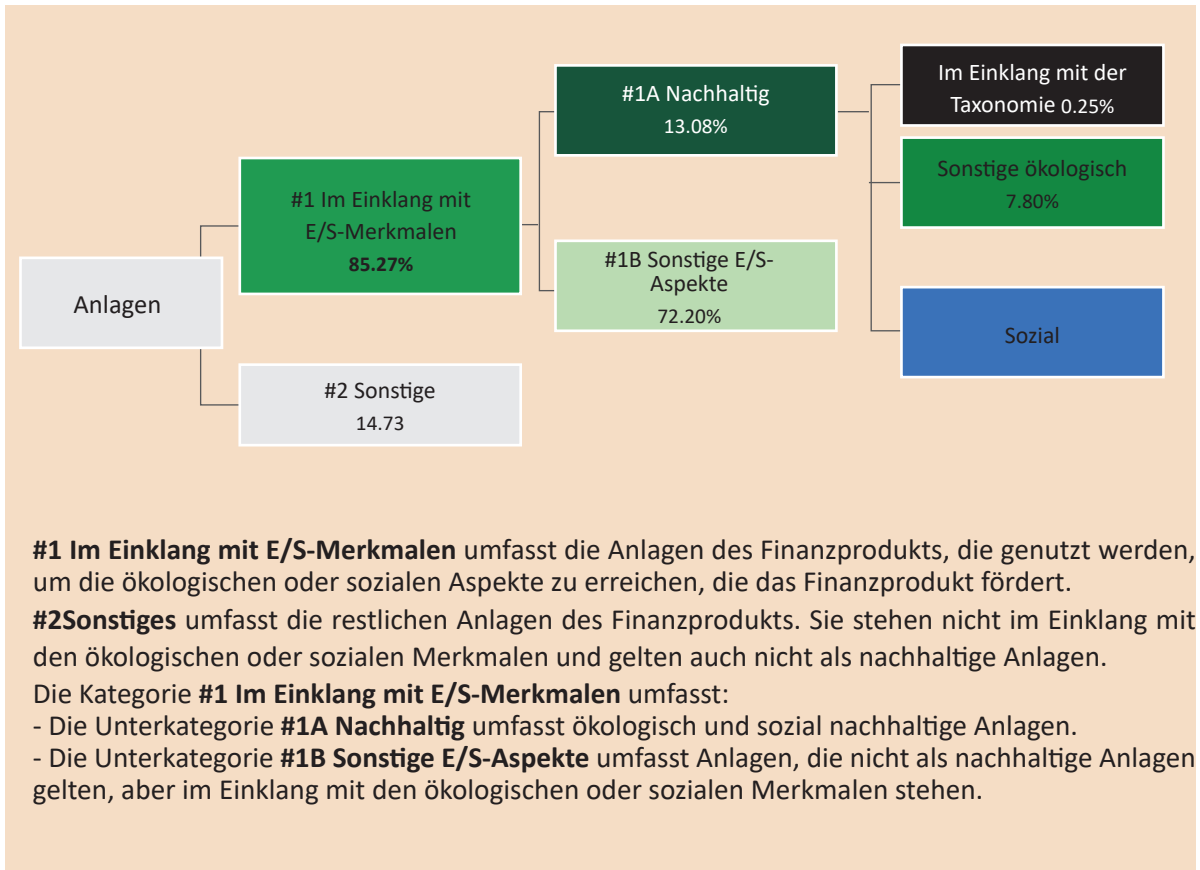 Anlagen
#1 Im Einklang mit
E/S-Merkmalen
85.27%
#2 Sonstige
14.73
#1A Nachhaltig
13.08%
#1B Sonstige E/S-
Aspekte
72.20%
Im Einklang mit der
Taxonomie 0.25%
Sonstige ökologisch
7.80%
Sozial
#1 Im Einklang mit E/S-Merkmalen umfasst die Anlagen des Finanzprodukts, die genutzt werden,
um die ökologischen oder sozialen Aspekte zu erreichen, die das Finanzprodukt fördert.
#2Sonstiges umfasst die restlichen Anlagen des Finanzprodukts. Sie stehen nicht im Einklang mit
den ökologischen oder sozialen Merkmalen und gelten auch nicht als nachhaltige Anlagen.
Die Kategorie #1 Im Einklang mit E/S-Merkmalen umfasst:
- Die Unterkategorie #1A Nachhaltig umfasst ökologisch und sozial nachhaltige Anlagen.
- Die Unterkategorie #1B Sonstige E/S-Aspekte umfasst Anlagen, die nicht als nachhaltige Anlagen
gelten, aber im Einklang mit den ökologischen oder sozialen Merkmalen stehen.